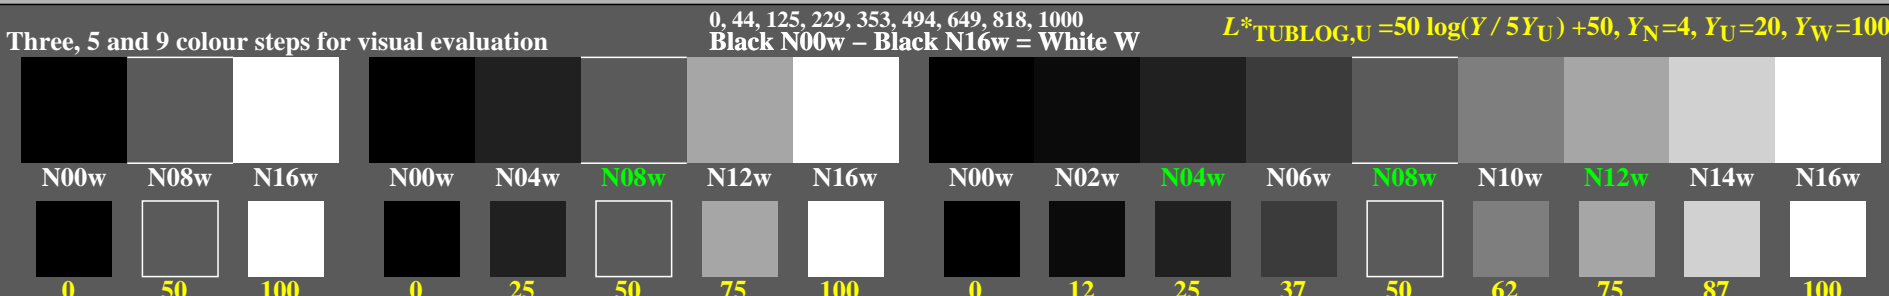 Three, 5 and 9 colour steps for visual evaluation
0, 44, 125, 229, 353, 494, 649, 818, 1000
Black N00w – Black N16w = White W
L*TUBLOG,U =50 log(Y / 5YU) +50, YN=4, YU=20, YW=100
N00w N08w N16w N00w N04w N08w N12w N16w N00w N02w N04w N06w N08w N10w N12w N14w N16w
0 50 100 0 25 50 75 100 0 12 25 37 50 62 75 87 100